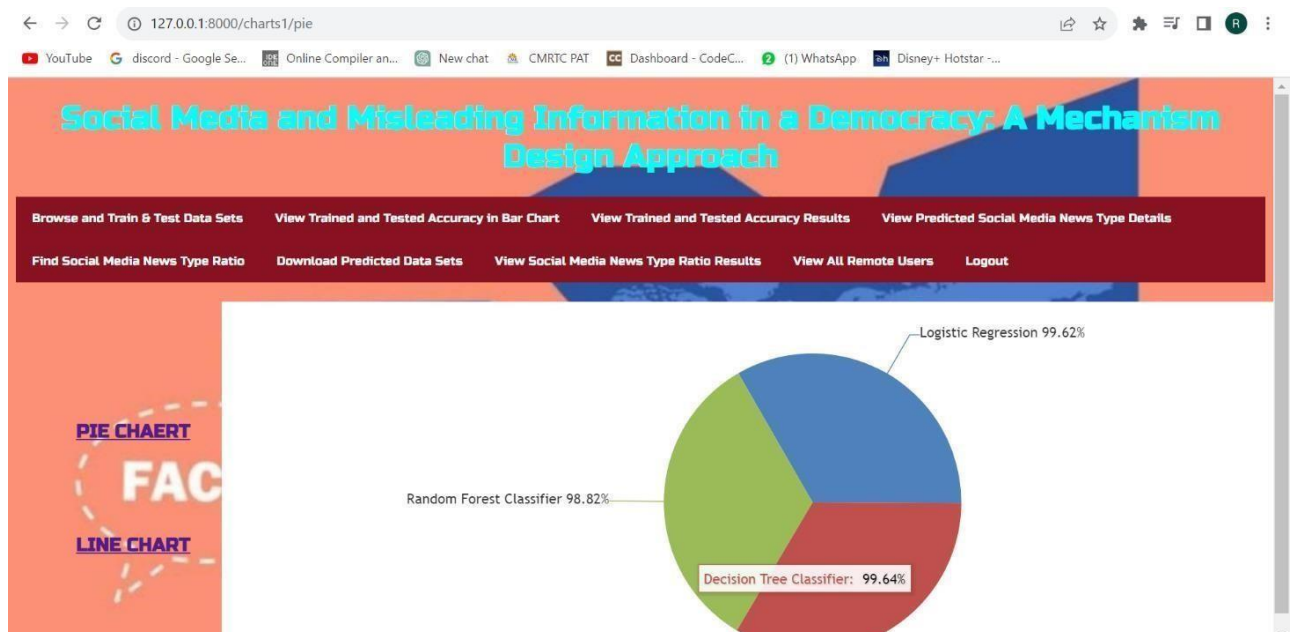 127.0.0.1:8000/charts1/pie
R
YouTube discord - Google Se... Online Compiler an... New chat CMRTC PAT CC Dashboard - CodeC... 2 (1) WhatsApp Disney+ Hotstar -...
Social Media and Misleading Information in a Democracy: A Mechanism
Design Approach
Browse and Train & Test Data Sets View Trained and Tested Accuracy in Bar Chart View Trained and Tested Accuracy Results View Predicted Social Media News Type Details
Find Social Media News Type Ratio Download Predicted Data Sets View Social Media News Type Ratio Results View All Remote Users Logout
Logistic Regression 99.62%
PIE CHAERT
FAC
Random Forest Classifier 98.82%
LINE CHART
Decision Tree Classifier: 99.64%